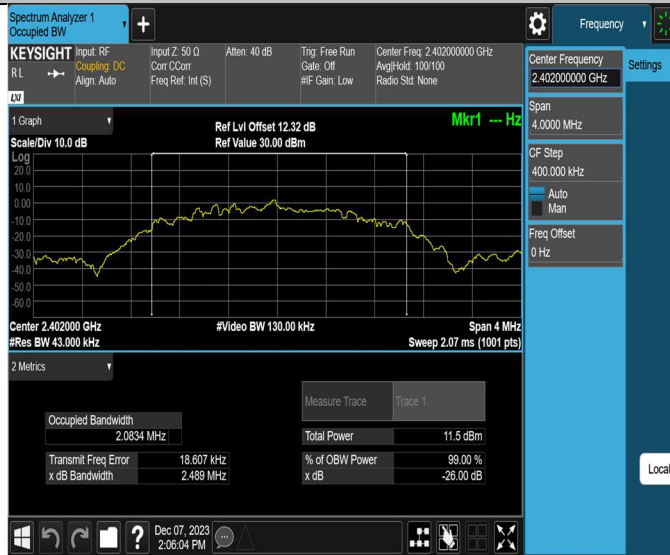 Spectrum Analyzer 1
Occupied BW
Frequency
KEYSIGHT
Input: RF
Coupling: DC
Align: Auto
R L
LXI
Input Z: 50 Ω
Corr CCorr
Freq Ref: Int (S)
Atten: 40 dB
Trig: Free Run
Gate: Off
#IF Gain: Low
Center Freq: 2.402000000 GHz
Avg|Hold: 100/100
Radio Std: None
Center Frequency
2.402000000 GHz
Settings
Span
4.0000 MHz
CF Step
400.000 kHz
Auto
Man
Freq Offset
0 Hz
Local
1 Graph
Scale/Div 10.0 dB
Ref Lvl Offset 12.32 dB
Ref Value 30.00 dBm
Mkr1 --- Hz
Log
20.0
10.0
0.00
-10.0
-20.0
-30.0
-40.0
-50.0
-60.0
Center 2.402000 GHz
#Res BW 43.000 kHz
#Video BW 130.00 kHz
Span 4 MHz
Sweep 2.07 ms (1001 pts)
2 Metrics
Measure Trace
Trace 1
Occupied Bandwidth
2.0834 MHz
Total Power
11.5 dBm
Transmit Freq Error
18.607 kHz
% of OBW Power
99.00 %
x dB Bandwidth
2.489 MHz
x dB
-26.00 dB
Dec 07, 2023
2:06:04 PM